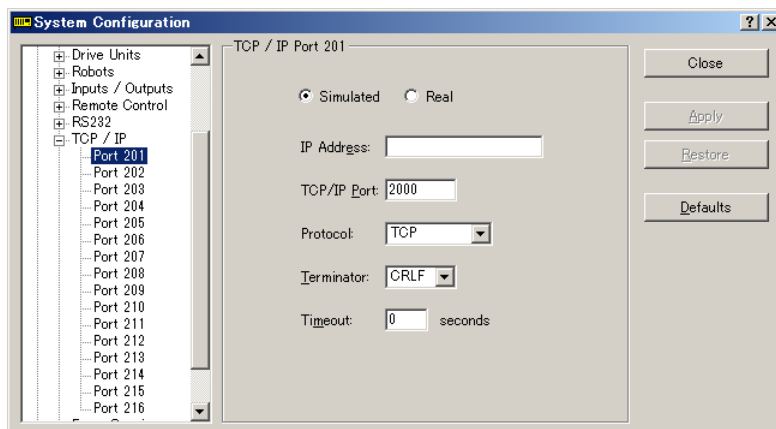 System Configuration
Drive Units
Robots
Inputs / Outputs
Remote Control
RS232
TCP / IP
Port 201
Port 202
Port 203
Port 204
Port 205
Port 206
Port 207
Port 208
Port 209
Port 210
Port 211
Port 212
Port 213
Port 214
Port 215
Port 216
TCP / IP Port 201
Simulated Real
IP Address:
TCP/IP Port: 2000
Protocol: TCP
Terminator: CRLF
Timeout: 0 seconds
Close
Apply
Restore
Defaults